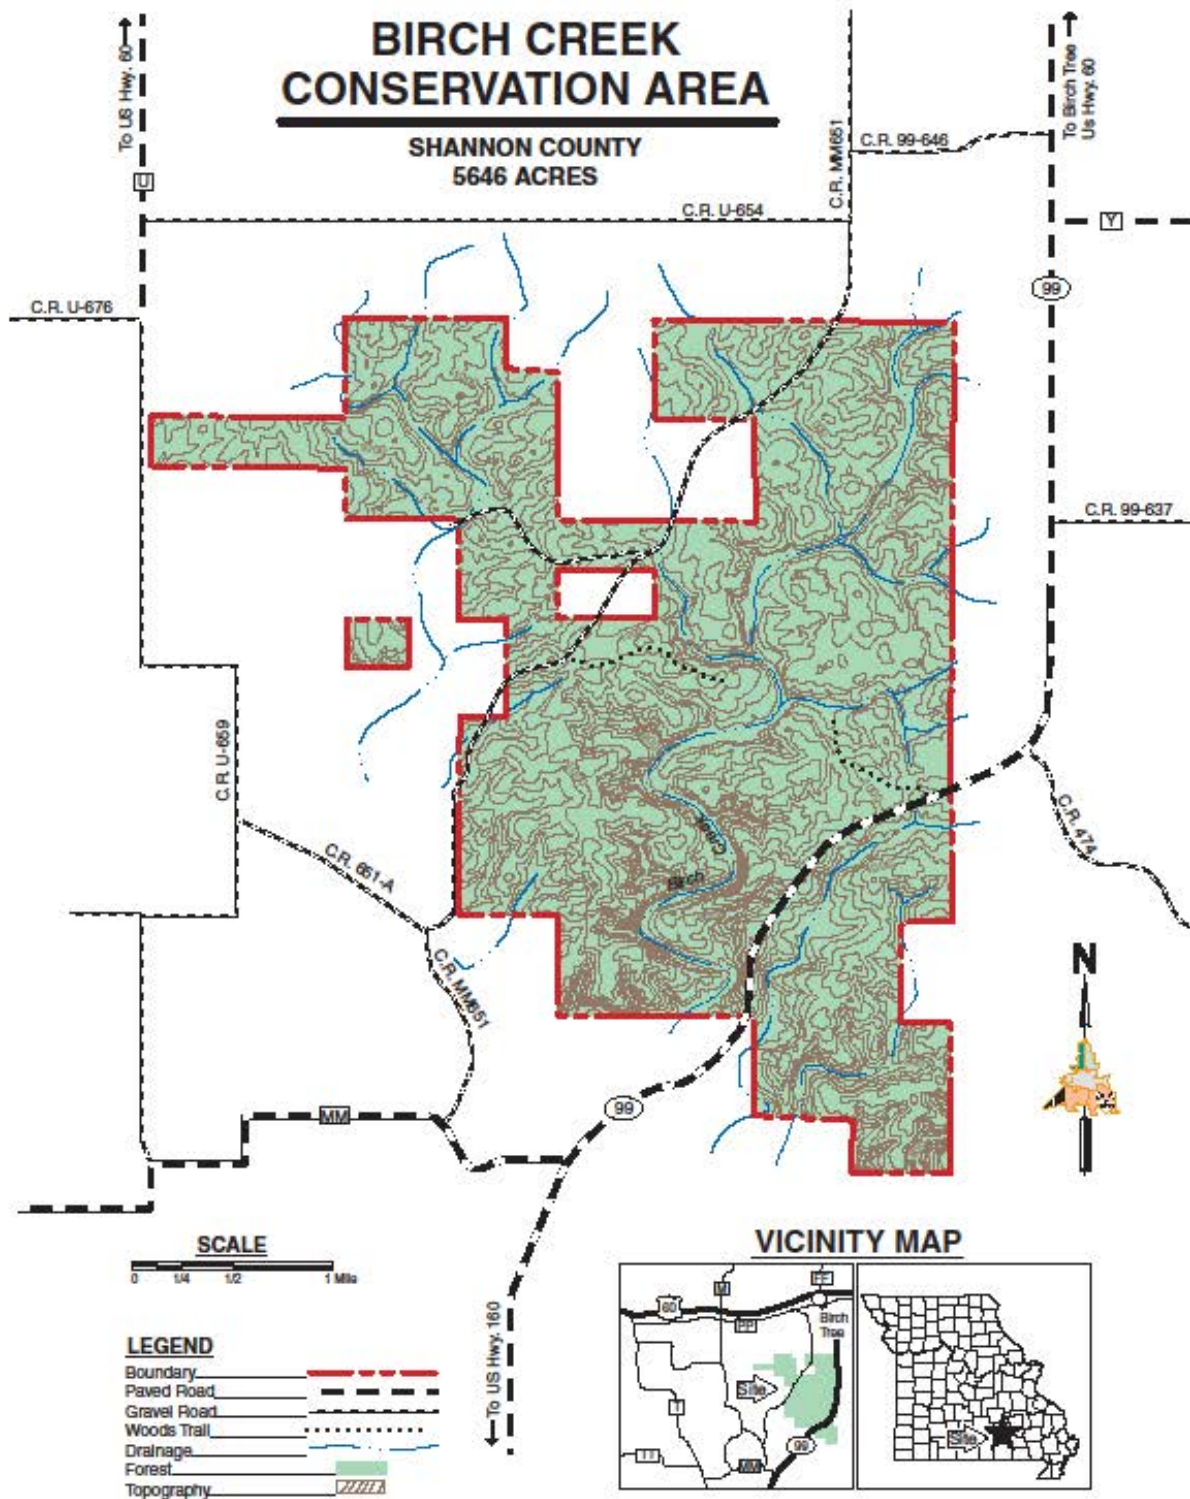 BIRCH CREEK
CONSERVATION AREA
SHANNON COUNTY
5646 ACRES
To US Hwy. 60
To Birch Tree
Us Hwy. 60
U
C.R. MM651
C.R. 99-646
C.R. U-654
Y
99
C.R. U-676
C.R. 99-637
C.R. U-659
C.R. 474
C.R. 651-A
Creek
Birch
C.R. MM651
N
MM
99
SCALE
0 1/4 1/2 1 Mile
To US Hwy. 160
LEGEND
Boundary
Paved Road
Gravel Road
Woods Trail
Drainage
Forest
Topography
VICINITY MAP
M
FF
60
PP
Birch
Tree
Site
T
99
TT
MM
Site